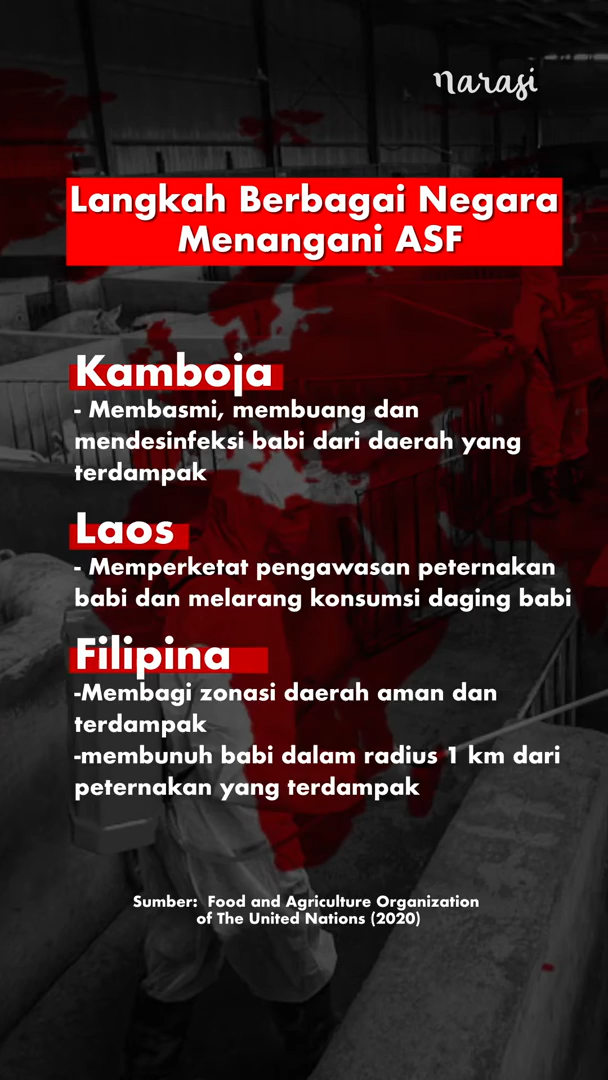 Narasi
Langkah Berbagai Negara
Menangani ASF
Kamboja
- Membasmi, membuang dan
mendesinfeksi babi dari daerah yang
terdampak
Laos
- Memperketat pengawasan peternakan
babi dan melarang konsumsi daging babi
Filipina
-Membagi zonasi daerah aman dan
terdampak
-membunuh babi dalam radius 1 km dari
peternakan yang terdampak
Sumber: Food and Agriculture Organization
of The United Nations (2020)